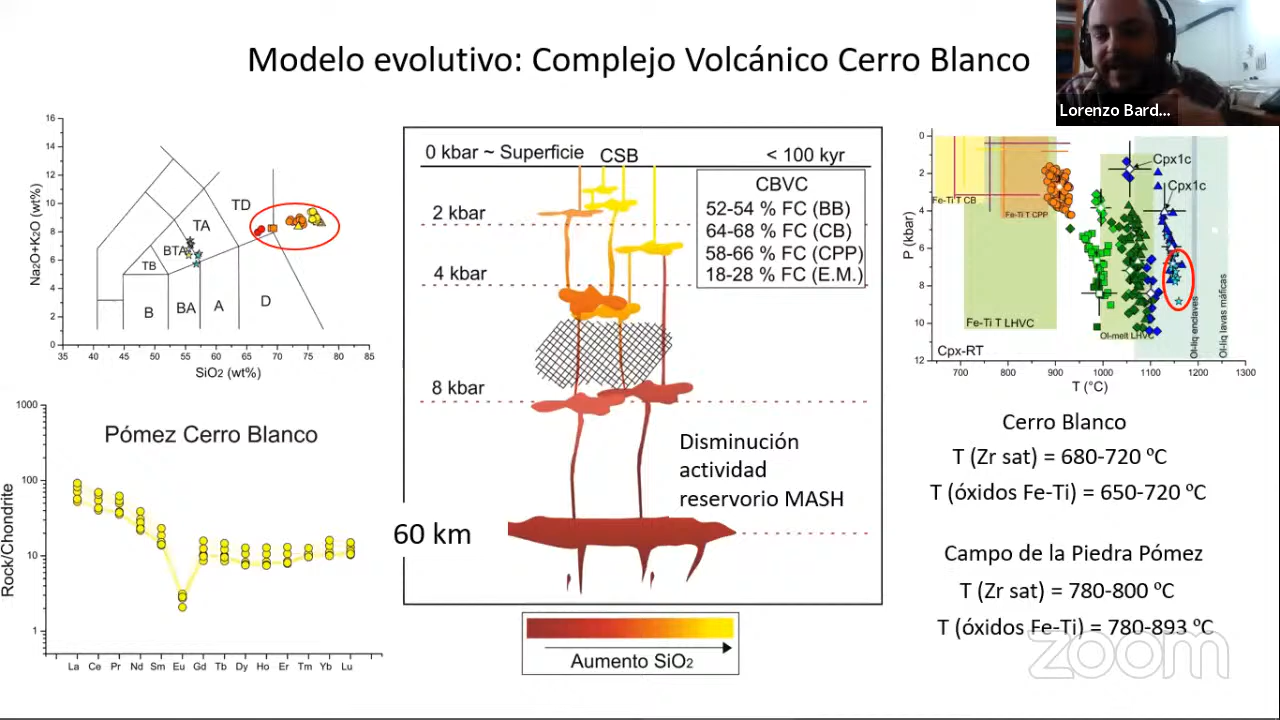 Modelo evolutivo: Complejo Volcánico Cerro Blanco
Lorenzo Bard...
16
14
12
10
8
6
4
2
0
Na2O+K2O (wt%)
TD
TA
BTA
TB
B
BA
A
D
35 40 45 50 55 60 65 70 75 80 85
SiO2 (wt%)
1000
100
10
1
Rock/Chondrite
Pómez Cerro Blanco
La Ce Pr Nd Sm Eu Gd Tb Dy Ho Er Tm Yb Lu
0 kbar ~ Superficie
CSB
< 100 kyr
2 kbar
4 kbar
8 kbar
60 km
CBVC
52-54 % FC (BB)
64-68 % FC (CB)
58-66 % FC (CPP)
18-28 % FC (E.M.)
Disminución
actividad
reservorio MASH
Aumento SiO2
0
2
4
6
8
10
12
P (kbar)
Cpx1c
Cpx1c
Fe-Ti T CB
Fe-Ti T CPP
Fe-Ti T LHVC
Ol-melt LHVC
Ol-liq enclaves
Ol-liq lavas máficas
Cpx-RT
700 800 900 1000 1100 1200 1300
T (°C)
Cerro Blanco
T (Zr sat) = 680-720 ºC
T (óxidos Fe-Ti) = 650-720 ºC
Campo de la Piedra Pómez
T (Zr sat) = 780-800 ºC
T (óxidos Fe-Ti) = 780-893 ºC
zoom